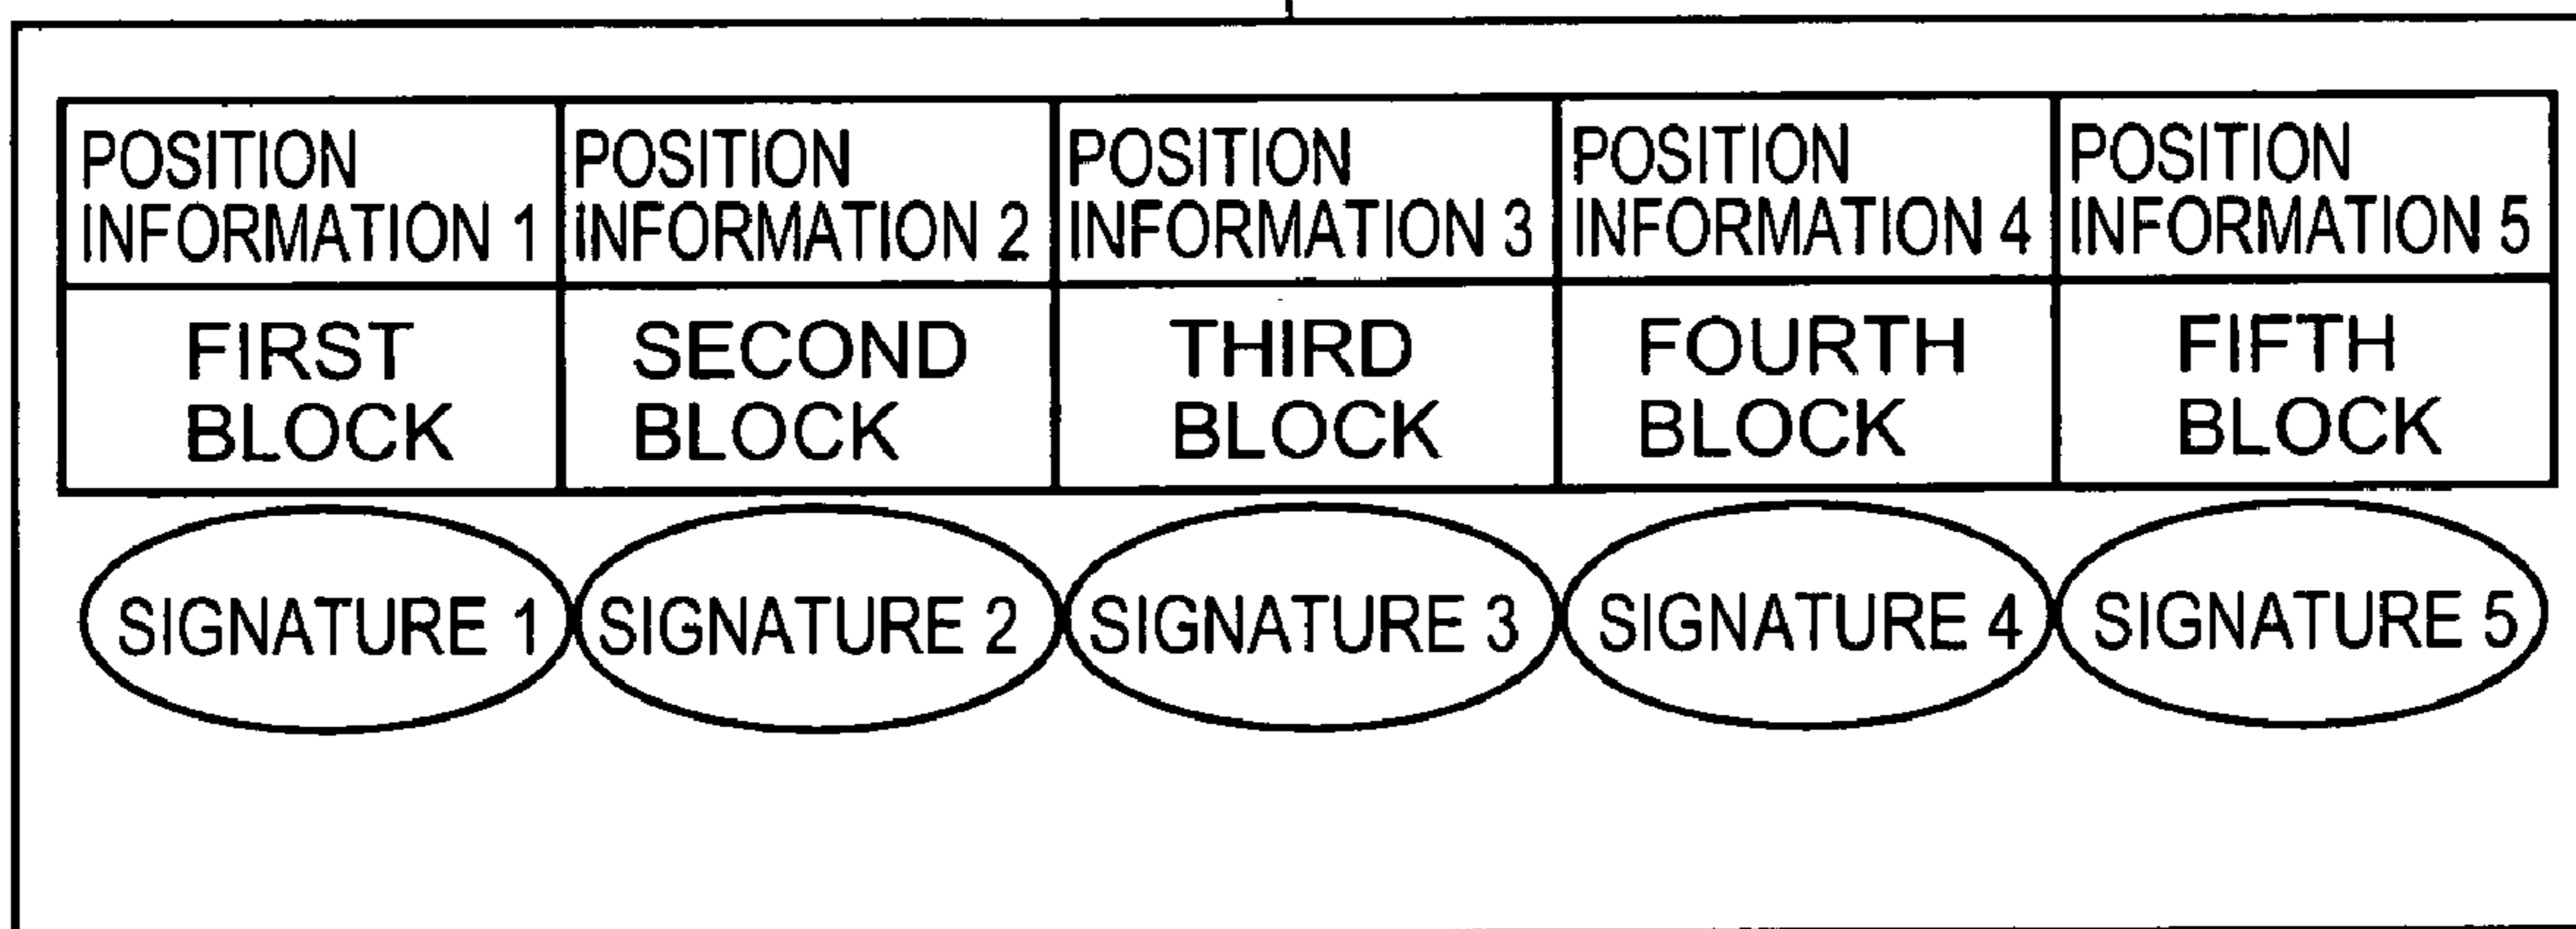 POSITION
INFORMATION 1
POSITION
INFORMATION 2
POSITION
INFORMATION 3
POSITION
INFORMATION 4
POSITION
INFORMATION 5
FIRST
BLOCK
SECOND
BLOCK
THIRD
BLOCK
FOURTH
BLOCK
FIFTH
BLOCK
SIGNATURE 1
SIGNATURE 2
SIGNATURE 3
SIGNATURE 4
SIGNATURE 5